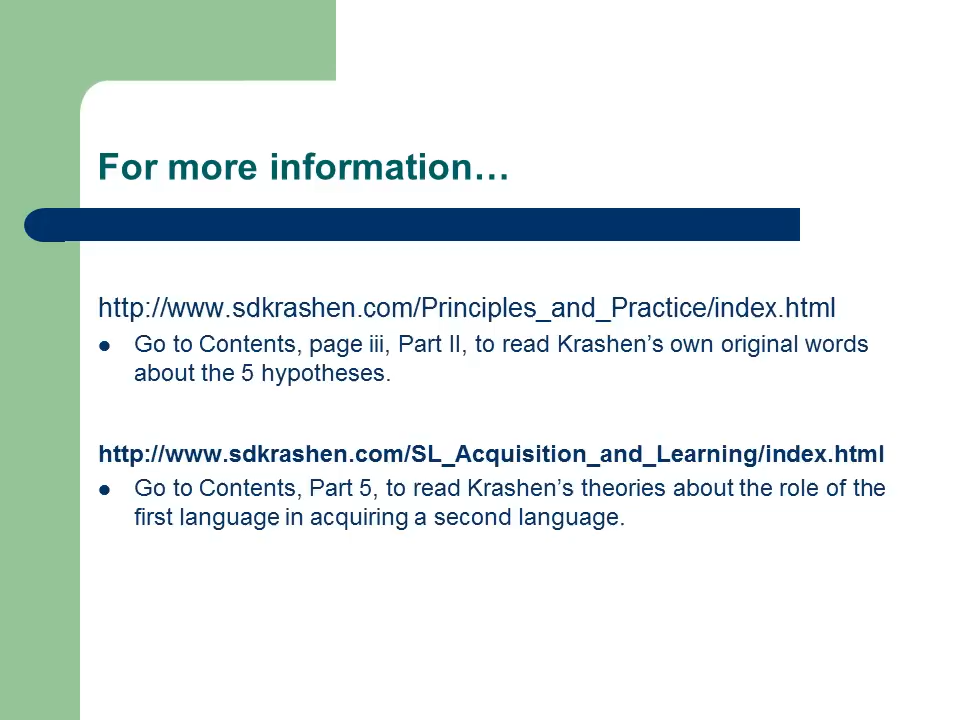 For more information…
http://www.sdkrashen.com/Principles_and_Practice/index.html
● Go to Contents, page iii, Part II, to read Krashen’s own original words
about the 5 hypotheses.
http://www.sdkrashen.com/SL_Acquisition_and_Learning/index.html
● Go to Contents, Part 5, to read Krashen’s theories about the role of the
first language in acquiring a second language.